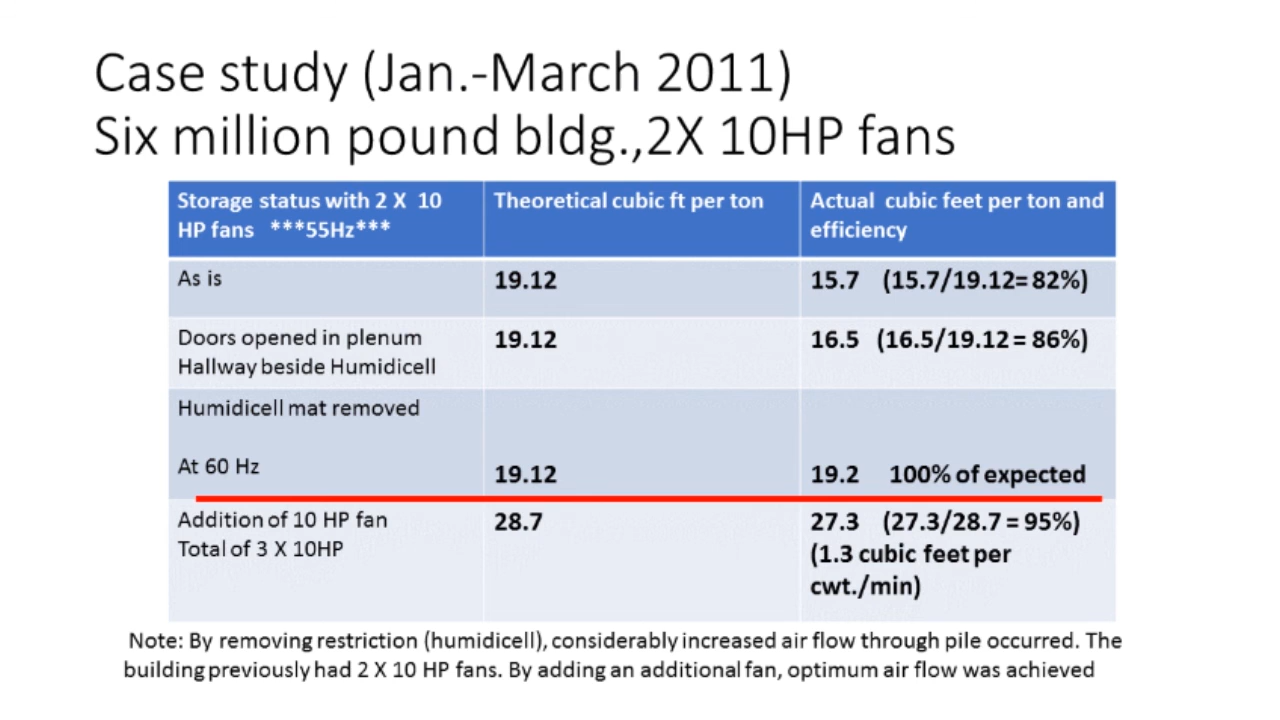 Case study (Jan.-March 2011)
Six million pound bldg.,2X 10HP fans
Storage status with 2 X 10
HP fans ***55Hz***
Theoretical cubic ft per ton
Actual cubic feet per ton and
efficiency
As is
19.12
15.7 (15.7/19.12= 82%)
Doors opened in plenum
Hallway beside Humidicell
19.12
16.5 (16.5/19.12 = 86%)
Humidicell mat removed
At 60 Hz
19.12
19.2 100% of expected
Addition of 10 HP fan
Total of 3 X 10HP
28.7
27.3 (27.3/28.7 = 95%)
(1.3 cubic feet per
cwt./min)
Note: By removing restriction (humidicell), considerably increased air flow through pile occurred. The
building previously had 2 X 10 HP fans. By adding an additional fan, optimum air flow was achieved